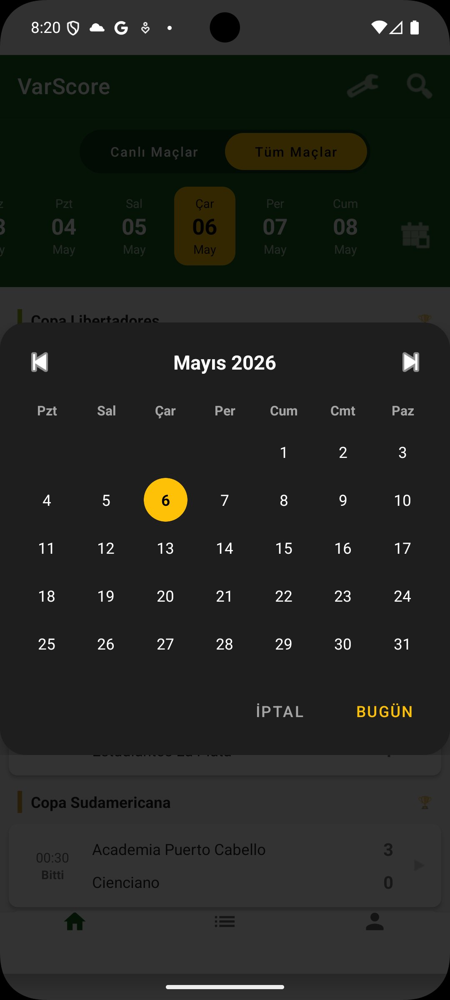 8:20
VarScore
Canlı Maçlar Tüm Maçlar
Pzt Sal Çar Per Cum
04 05 06 07 08
May May May May May
Copa Libertadores
Mayıs 2026
Pzt Sal Çar Per Cum Cmt Paz
1 2 3
4 5 6 7 8 9 10
11 12 13 14 15 16 17
18 19 20 21 22 23 24
25 26 27 28 29 30 31
İPTAL BUGÜN
Estudiantes La Plata
Copa Sudamericana
Academia Puerto Cabello 3
00:30
Bitti
Cienciano 0